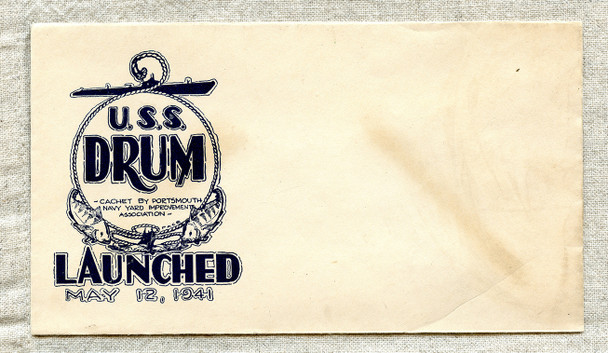 U.S.S.
DRUM
- CACHET BY PORTSMOUTH
NAVY YARD IMPROVEMENT
ASSOCIATION -
LAUNCHED
MAY 12, 1941